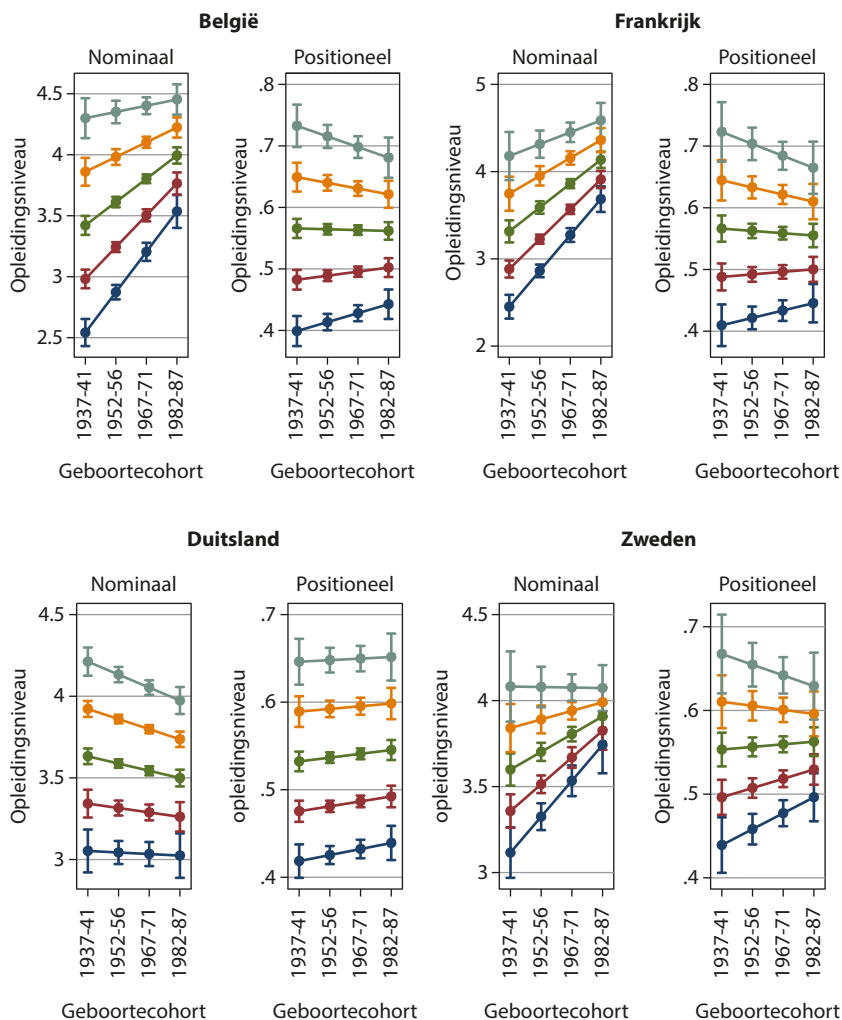 België
Frankrijk
Nominaal
Positioneel
Nominaal
Positioneel
Opleidingsniveau
4.5
4
3.5
3
2.5
Opleidingsniveau
.8
.7
.6
.5
.4
Opleidingsniveau
5
4
3
2
Opleidingsniveau
.8
.7
.6
.5
.4
1937-41
1952-56
1967-71
1982-87
1937-41
1952-56
1967-71
1982-87
1937-41
1952-56
1967-71
1982-87
1937-41
1952-56
1967-71
1982-87
Geboortecohort
Geboortecohort
Geboortecohort
Geboortecohort
Duitsland
Zweden
Nominaal
Positioneel
Nominaal
Positioneel
Opleidingsniveau
4.5
4
3.5
3
opleidingsniveau
.7
.6
.5
.4
opleidingsniveau
4.5
4
3.5
3
Opleidingsniveau
.7
.6
.5
.4
1937-41
1952-56
1967-71
1982-87
1937-41
1952-56
1967-71
1982-87
1937-41
1952-56
1967-71
1982-87
1937-41
1952-56
1967-71
1982-87
Geboortecohort
Geboortecohort
Geboortecohort
Geboortecohort